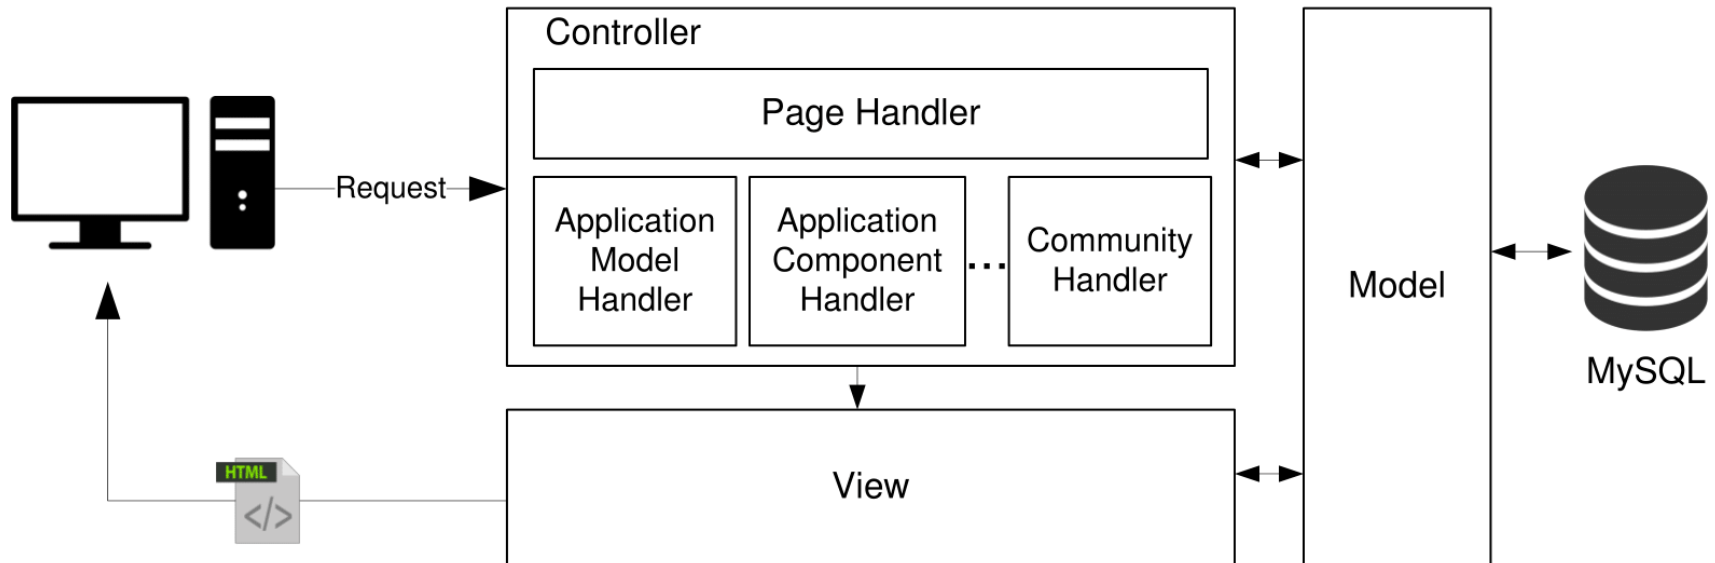 Controller
Page Handler
Request
Application
Model
Handler
Application
Component
Handler
...
Community
Handler
Model
MySQL
HTML
</>
View